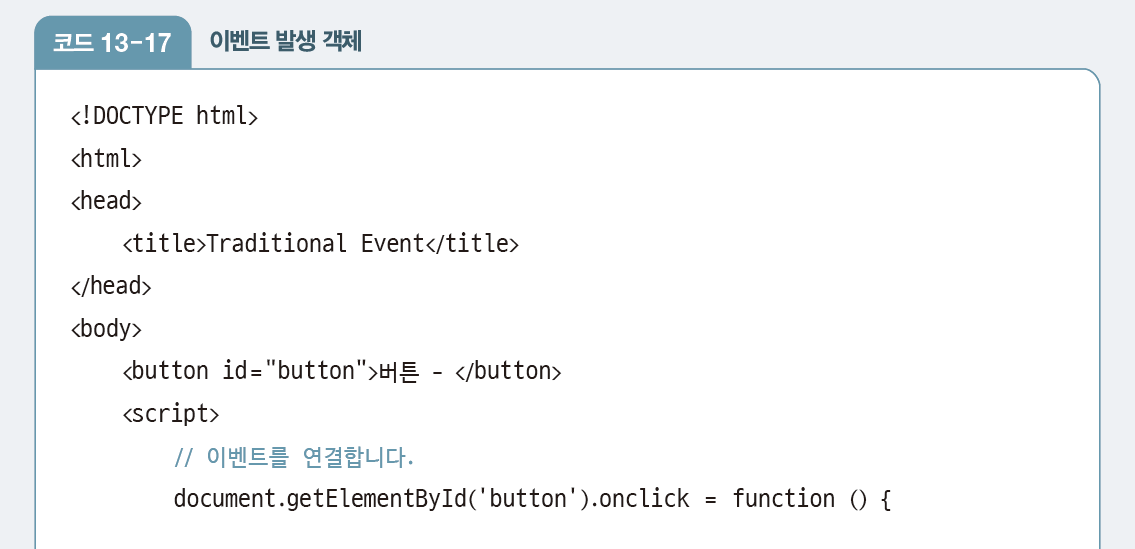 코드 13-17 이벤트 발생 객체
<!DOCTYPE html>
<html>
<head>
<title>Traditional Event</title>
</head>
<body>
<button id="button">버튼 - </button>
<script>
// 이벤트를 연결합니다.
document.getElementById('button').onclick = function () {